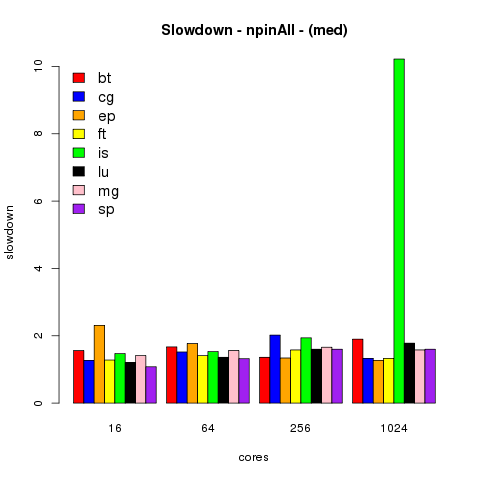 Slowdown - npinAll - (med)
10
8
6
4
2
0
slowdown
bt
cg
ep
ft
is
lu
mg
sp
16 64 256 1024
cores